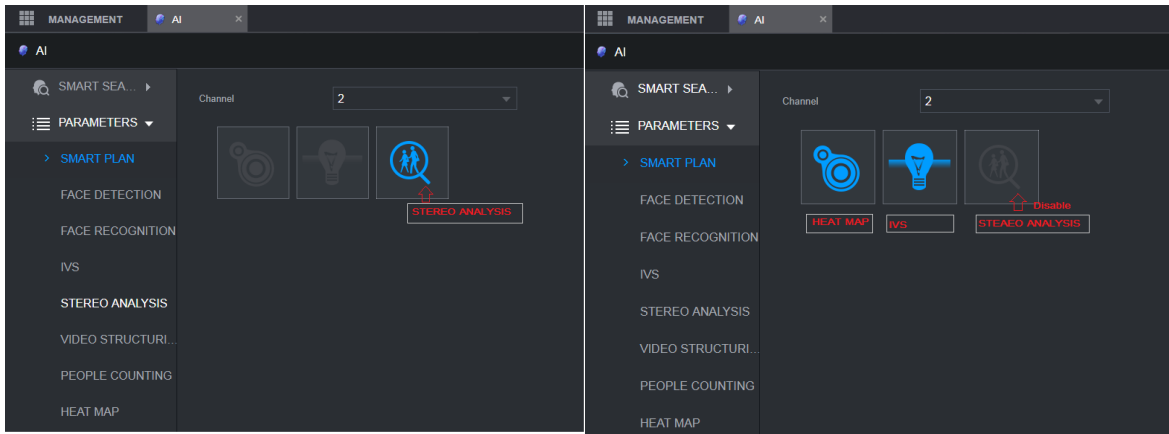 MANAGEMENT
AI
×
AI
SMART SEA...
Channel
2
PARAMETERS
SMART PLAN
FACE DETECTION
STEREO ANALYSIS
FACE RECOGNITION
IVS
STEREO ANALYSIS
VIDEO STRUCTURI...
PEOPLE COUNTING
HEAT MAP
MANAGEMENT
AI
×
AI
SMART SEA...
Channel
2
PARAMETERS
SMART PLAN
FACE DETECTION
Disable
HEAT MAP
IVS
STEAEO ANALYSIS
FACE RECOGNITION
IVS
STEREO ANALYSIS
VIDEO STRUCTURI...
PEOPLE COUNTING
HEAT MAP